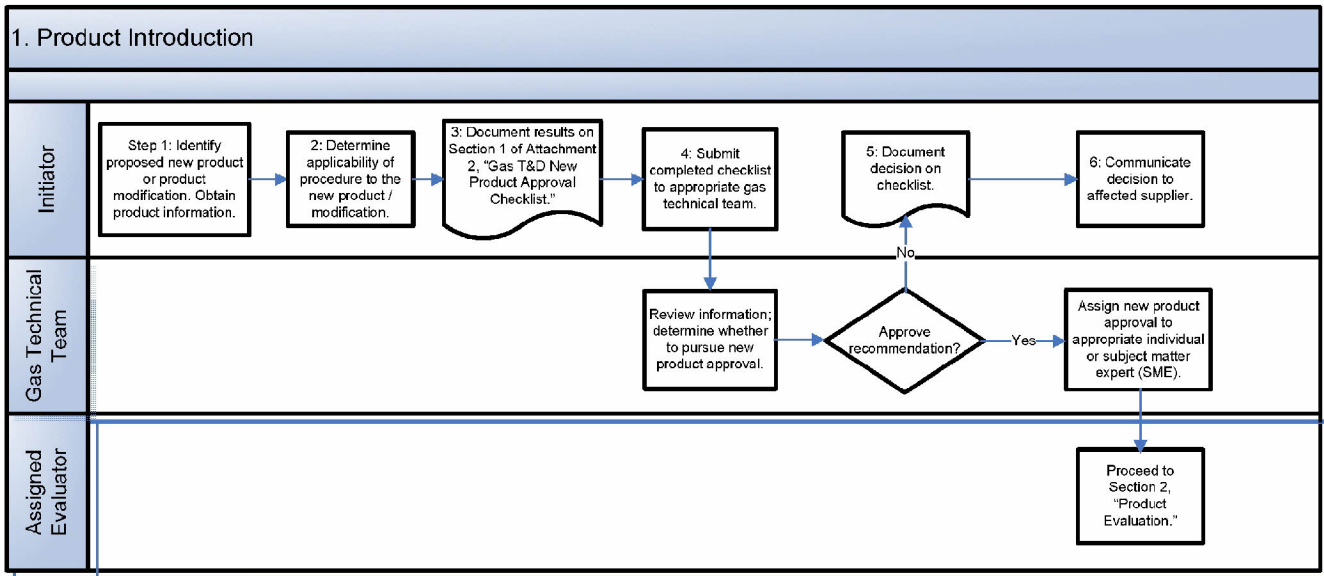 1. Product Introduction
Initiator
Step 1: Identify
proposed new product
or product
modification. Obtain
product information.
2: Determine
applicability of
procedure to the
new product /
modification.
3: Document results on
Section 1 of Attachment
2, “Gas T&D New
Product Approval
Checklist.”
4: Submit
completed checklist
to appropriate gas
technical team.
5: Document
decision on
checklist.
6: Communicate
decision to
affected supplier.
No
Gas Technical
Team
Review information;
determine whether
to pursue new
product approval.
Approve
recommendation?
Yes
Assign new product
approval to
appropriate individual
or subject matter
expert (SME).
Assigned
Evaluator
Proceed to
Section 2,
“Product
Evaluation.”